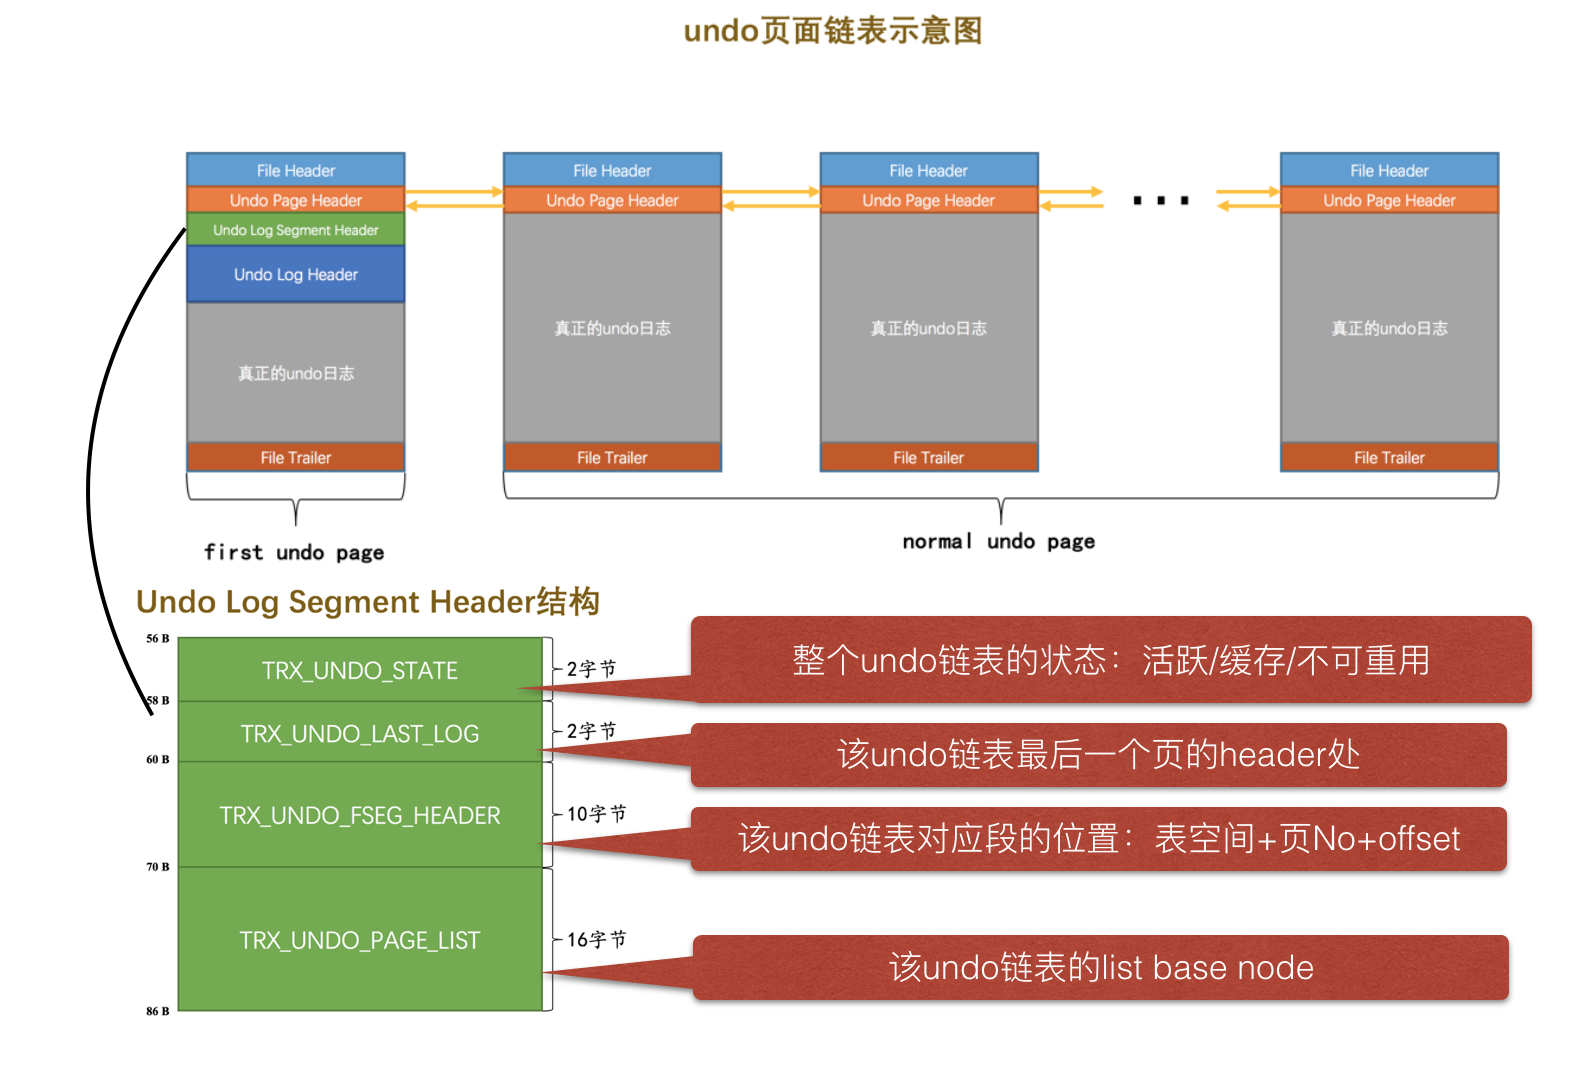 undo页面链表示意图
File Header
Undo Page Header
Undo Log Segment Header
Undo Log Header
真正的undo日志
File Trailer
File Header
Undo Page Header
真正的undo日志
File Trailer
File Header
Undo Page Header
真正的undo日志
File Trailer
...
File Header
Undo Page Header
真正的undo日志
File Trailer
first undo page
normal undo page
Undo Log Segment Header结构
56 B
TRX_UNDO_STATE
2字节
整个undo链表的状态：活跃/缓存/不可重用
58 B
TRX_UNDO_LAST_LOG
2字节
该undo链表最后一个页的header处
60 B
TRX_UNDO_FSEG_HEADER
10字节
该undo链表对应段的位置：表空间+页No+offset
70 B
TRX_UNDO_PAGE_LIST
16字节
该undo链表的list base node
86 B